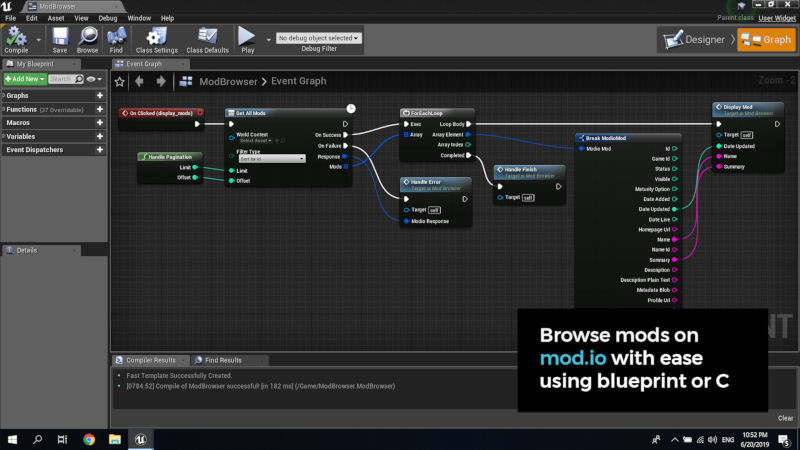 ModBrowser
File Edit Asset View Debug Window Help
Parent class: User Widget
Compile
Save
Browse
Find
Class Settings
Class Defaults
Play
No debug object selected
Debug Filter
Designer
Graph
My Blueprint
Event Graph
Add New
Search
ModBrowser > Event Graph
Zoom -2
Graphs
Functions (37 Overridable)
Macros
Variables
Event Dispatchers
Details
On Clicked (display_mods)
Handle Pagination
Limit
Offset
Get All Mods
World Context
Select Asset
Filter Type
Sort by id
Limit
Offset
On Success
On Failure
Response
Mods
ForEachLoop
Exec
Array
Loop Body
Array Element
Array Index
Completed
Handle Error
Target is Mod Browser
Target self
Modio Response
Handle Finish
Target is Mod Browser
Target self
Break ModioMod
Modio Mod
Id
Game Id
Status
Visible
Maturity Option
Date Added
Date Updated
Date Live
Homepage Url
Name
Name Id
Summary
Description
Description Plain Text
Metadata Blob
Profile Url
Display Mod
Target is Mod Browser
Target self
Date Updated
Name
Summary
NT
Browse mods on
mod.io with ease
using blueprint or C
Compiler Results
Find Results
Fast Template Successfully Created.
[0784.52] Compile of ModBrowser successful! [in 182 ms] (/Game/ModBrowser.ModBrowser)
Clear
10:52 PM
6/20/2019